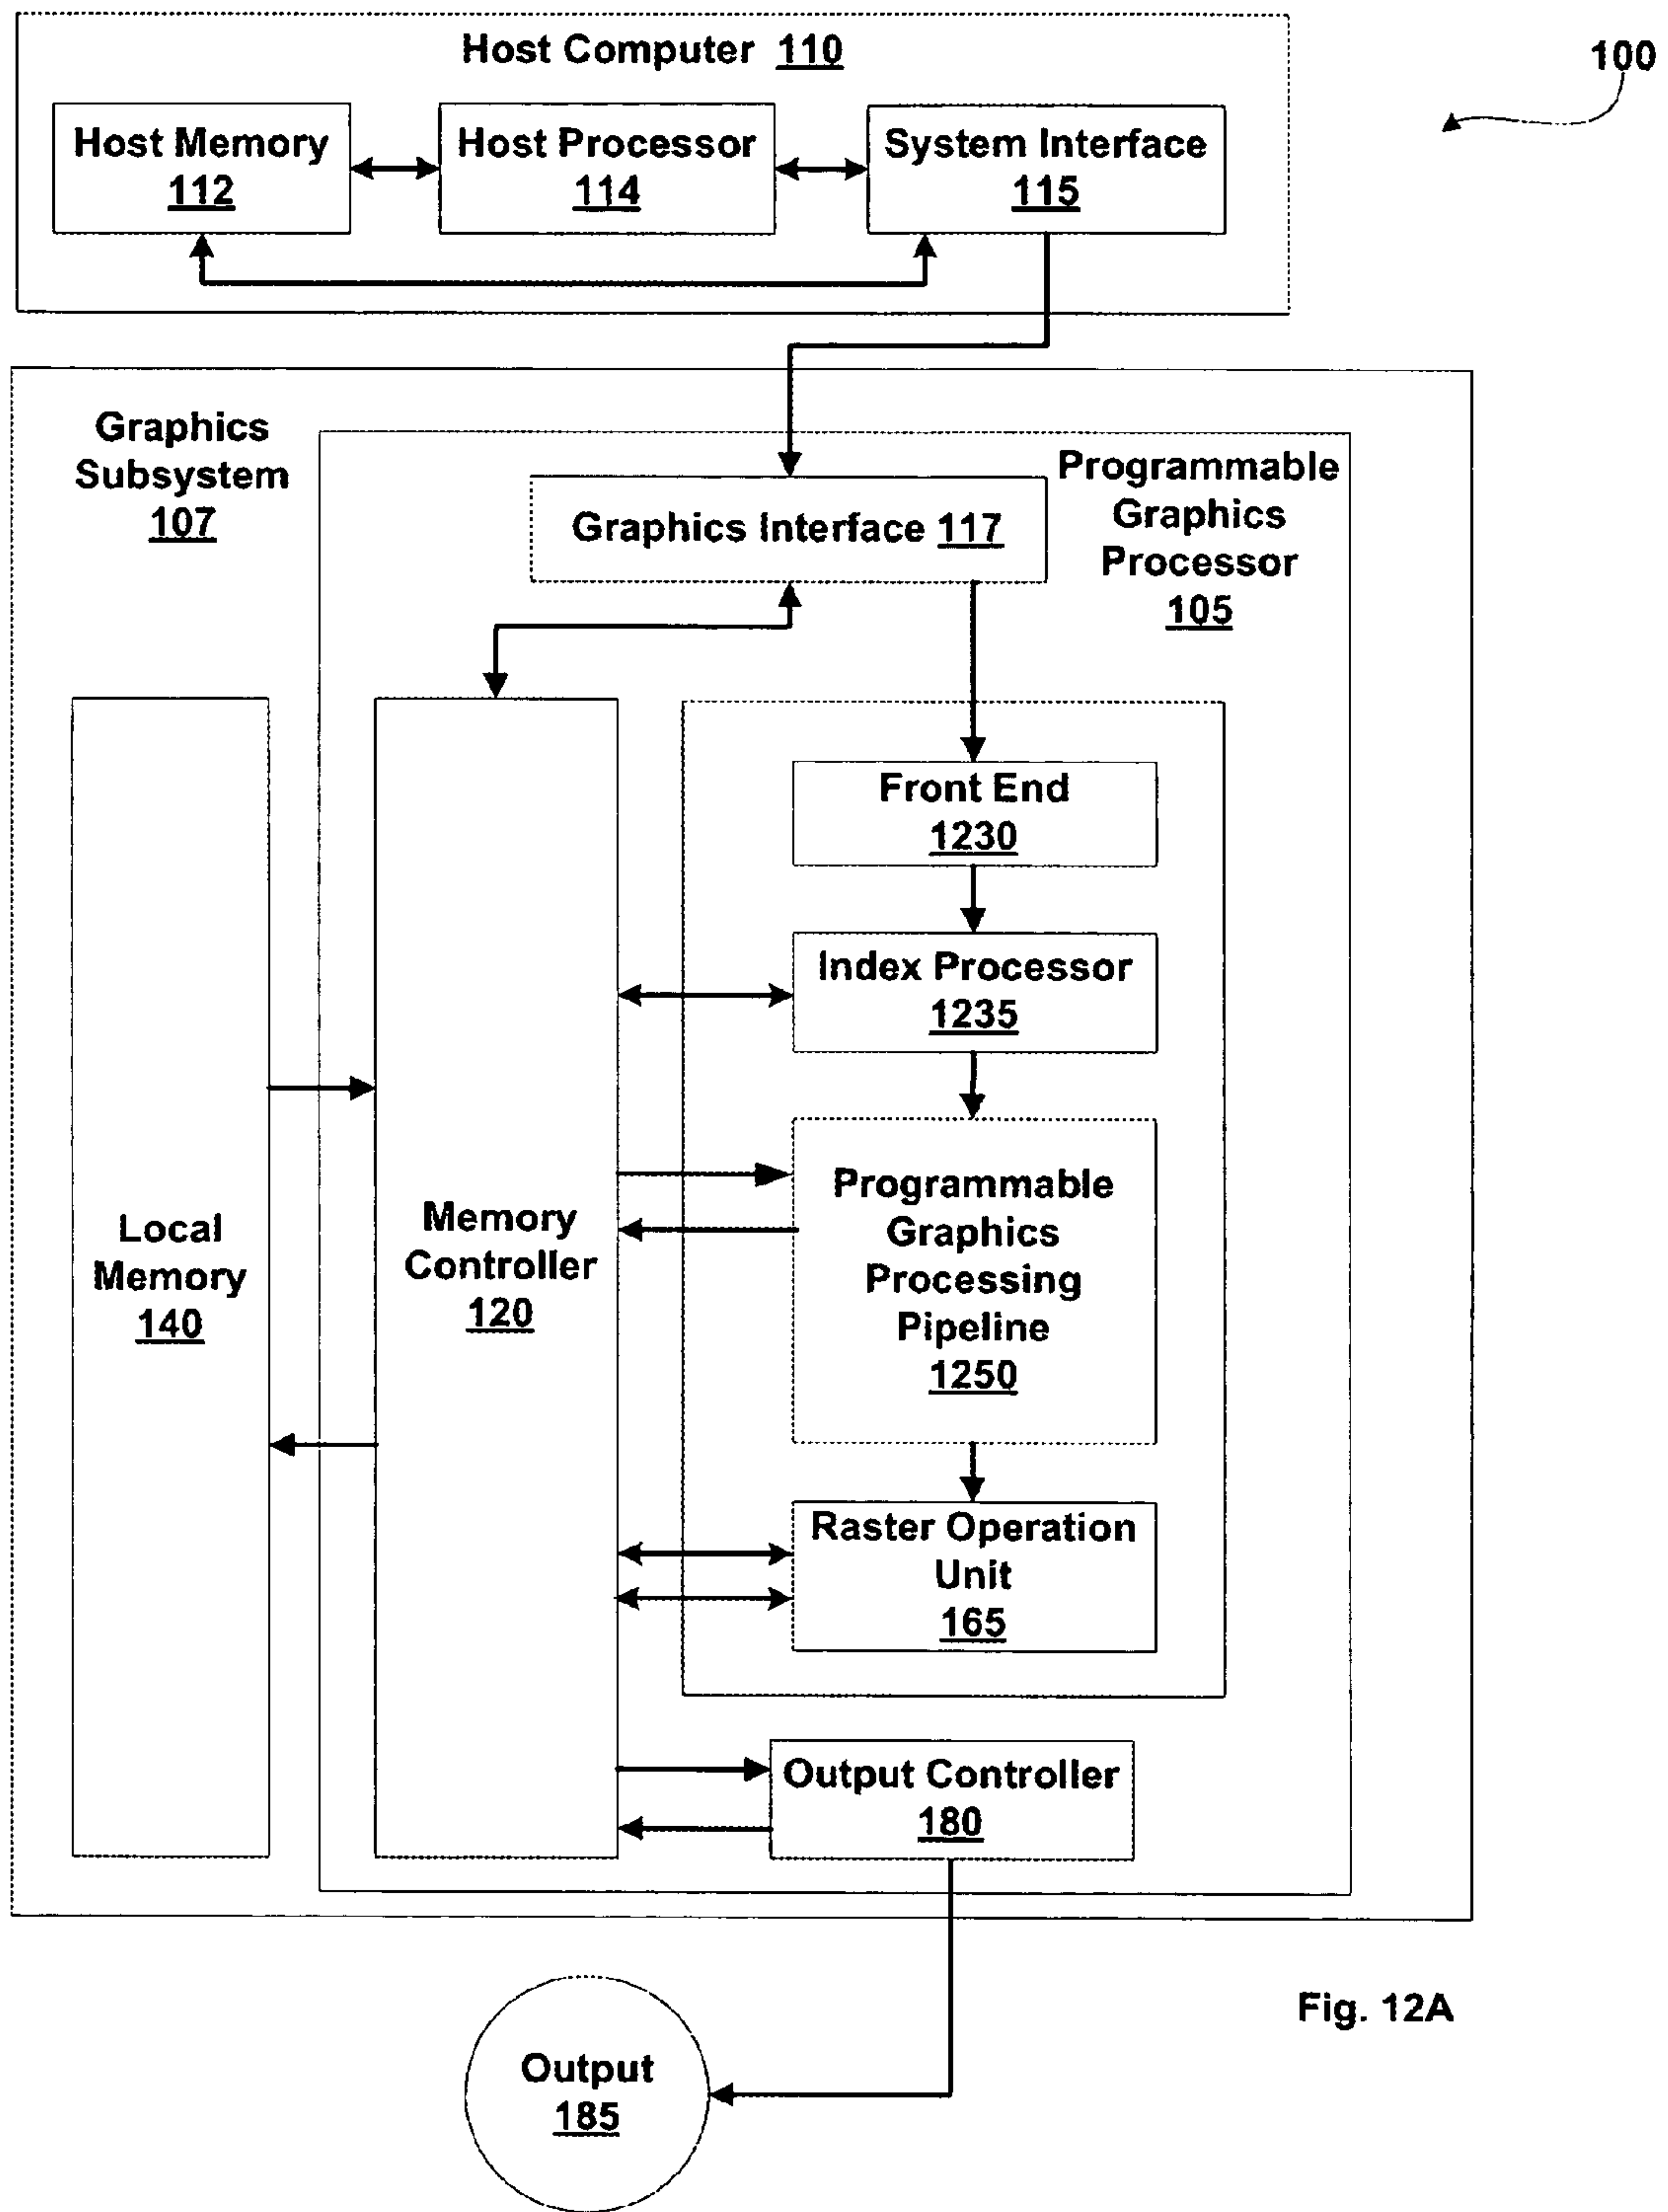 Host Computer 110
100
Host Memory
112
Host Processor
114
System Interface
115
Graphics
Subsystem
107
Programmable
Graphics
Processor
105
Graphics Interface 117
Front End
1230
Index Processor
1235
Local
Memory
140
Memory
Controller
120
Programmable
Graphics
Processing
Pipeline
1250
Raster Operation
Unit
165
Output Controller
180
Output
185
Fig. 12A